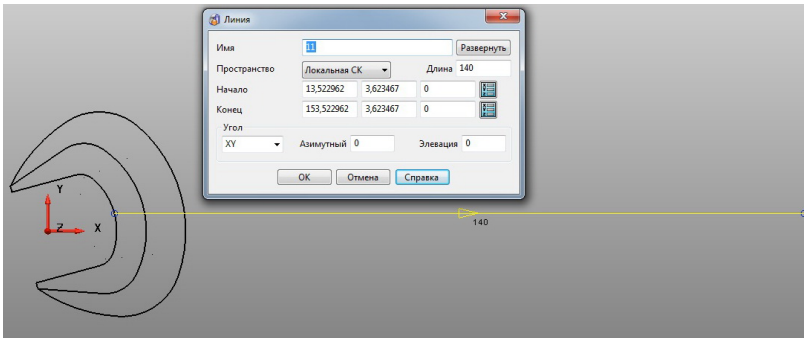 Линия
Имя 11 Развернуть
Пространство Локальная СК Длина 140
Начало 13,522962 3,623467 0
Конец 153,522962 3,623467 0
Угол
XY Азимутный 0 Элевация 0
OK Отмена Справка
Y
Z X
140